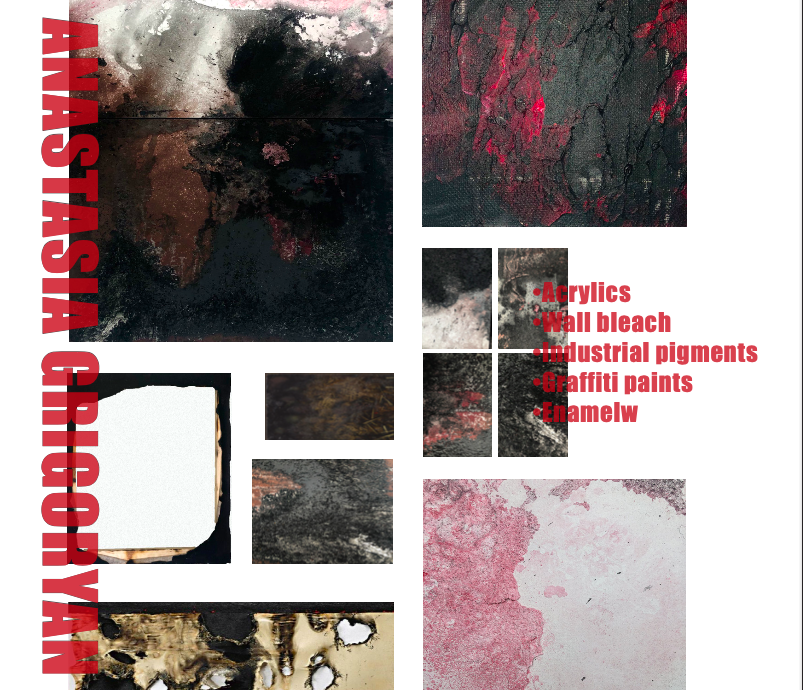 ANASTASIA GRIGORYAN
•Acrylics
•Wall bleach
•Industrial pigments
•Graffiti paints
•Enamelw